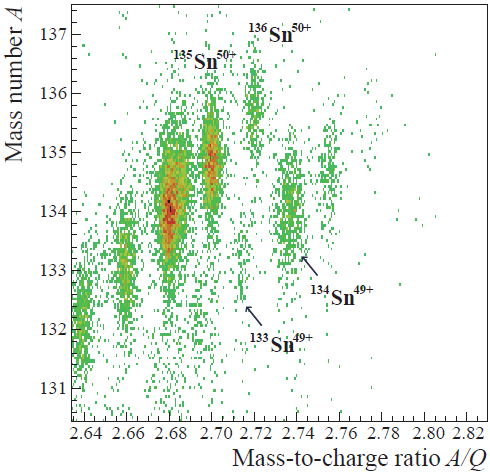 Mass number A
137
136
135
134
133
132
131
¹³⁶Sn⁵⁰⁺
¹³⁵Sn⁵⁰⁺
¹³⁴Sn⁴⁹⁺
¹³³Sn⁴⁹⁺
2.64 2.66 2.68 2.70 2.72 2.74 2.76 2.78 2.80 2.82
Mass-to-charge ratio A/Q